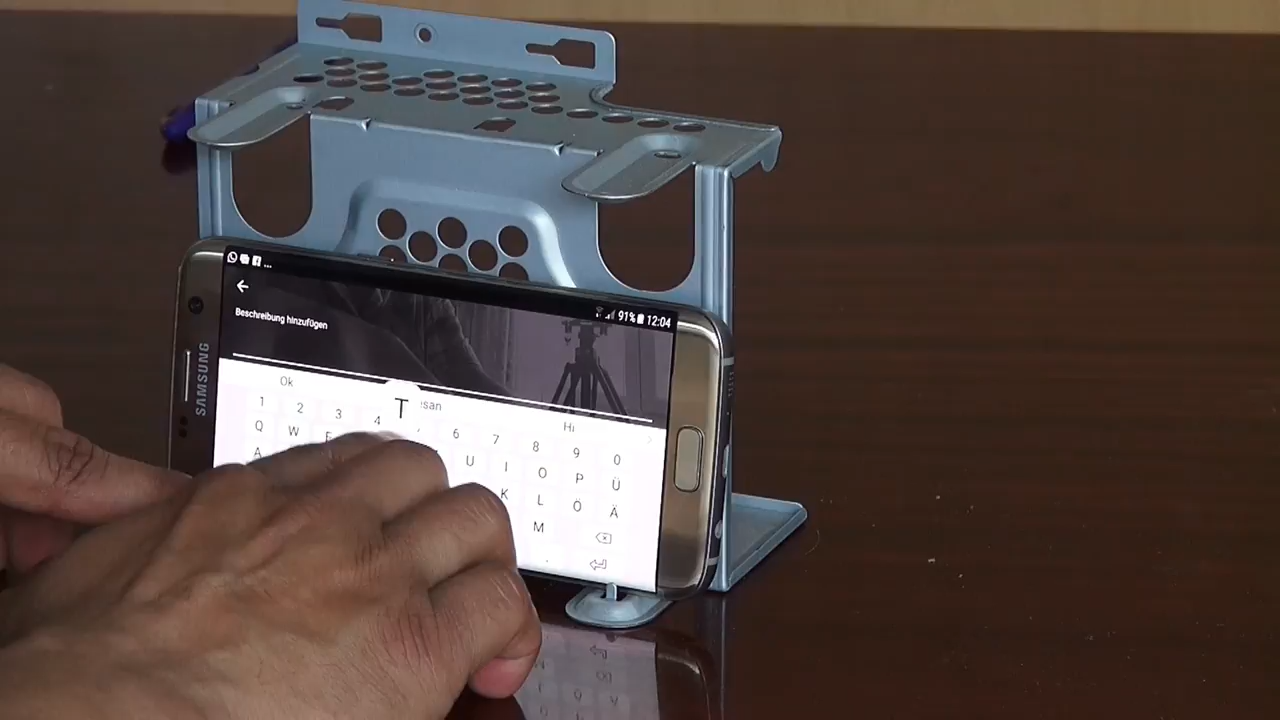 91% 12:04
Beschreibung hinzufügen
SAMSUNG
Ok Hi
T
1 2 3 4 6 7 8 9 0
Q W U I O P Ü
A K L Ö Ä
M